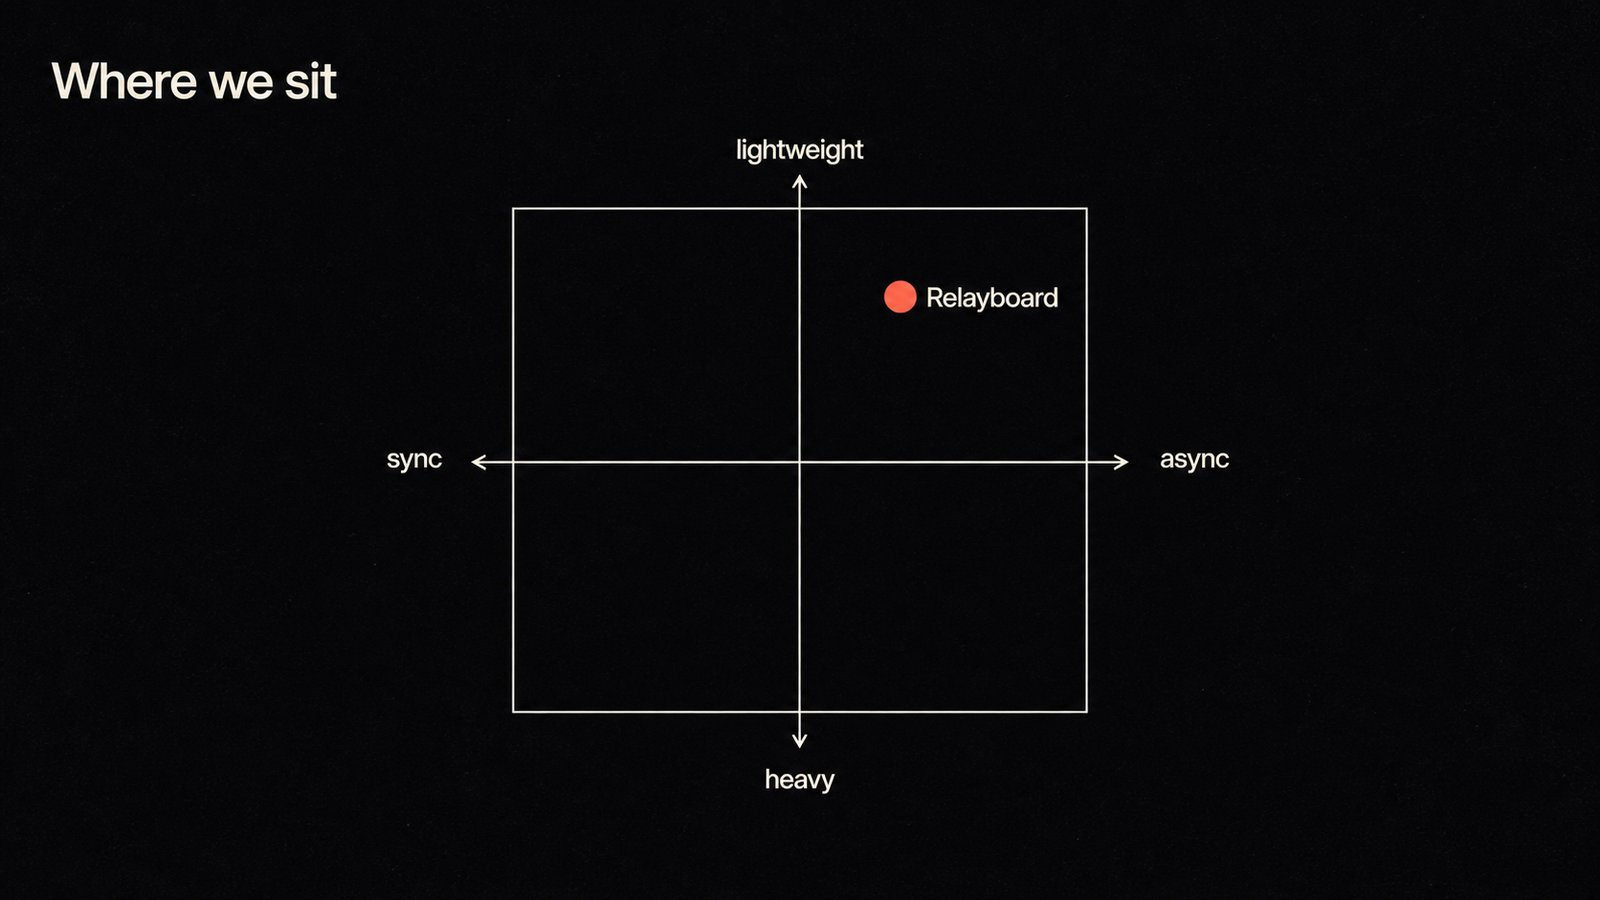 Where we sit
lightweight
Relayboard
sync
async
heavy